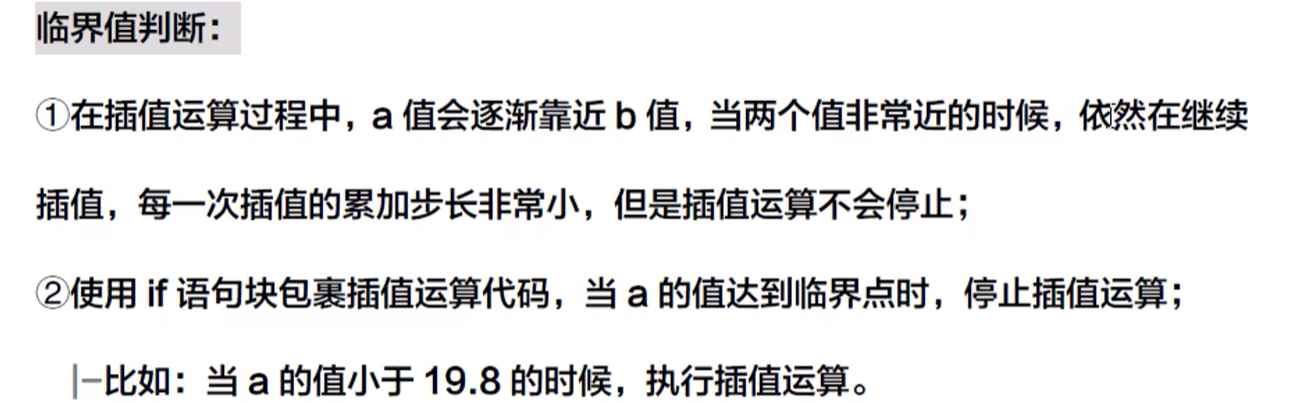 临界值判断：
①在插值运算过程中，a 值会逐渐靠近 b 值，当两个值非常近的时候，依然在继续
插值，每一次插值的累加步长非常小，但是插值运算不会停止；
②使用 if 语句块包裹插值运算代码，当 a 的值达到临界点时，停止插值运算；
|-比如：当 a 的值小于 19.8 的时候，执行插值运算。